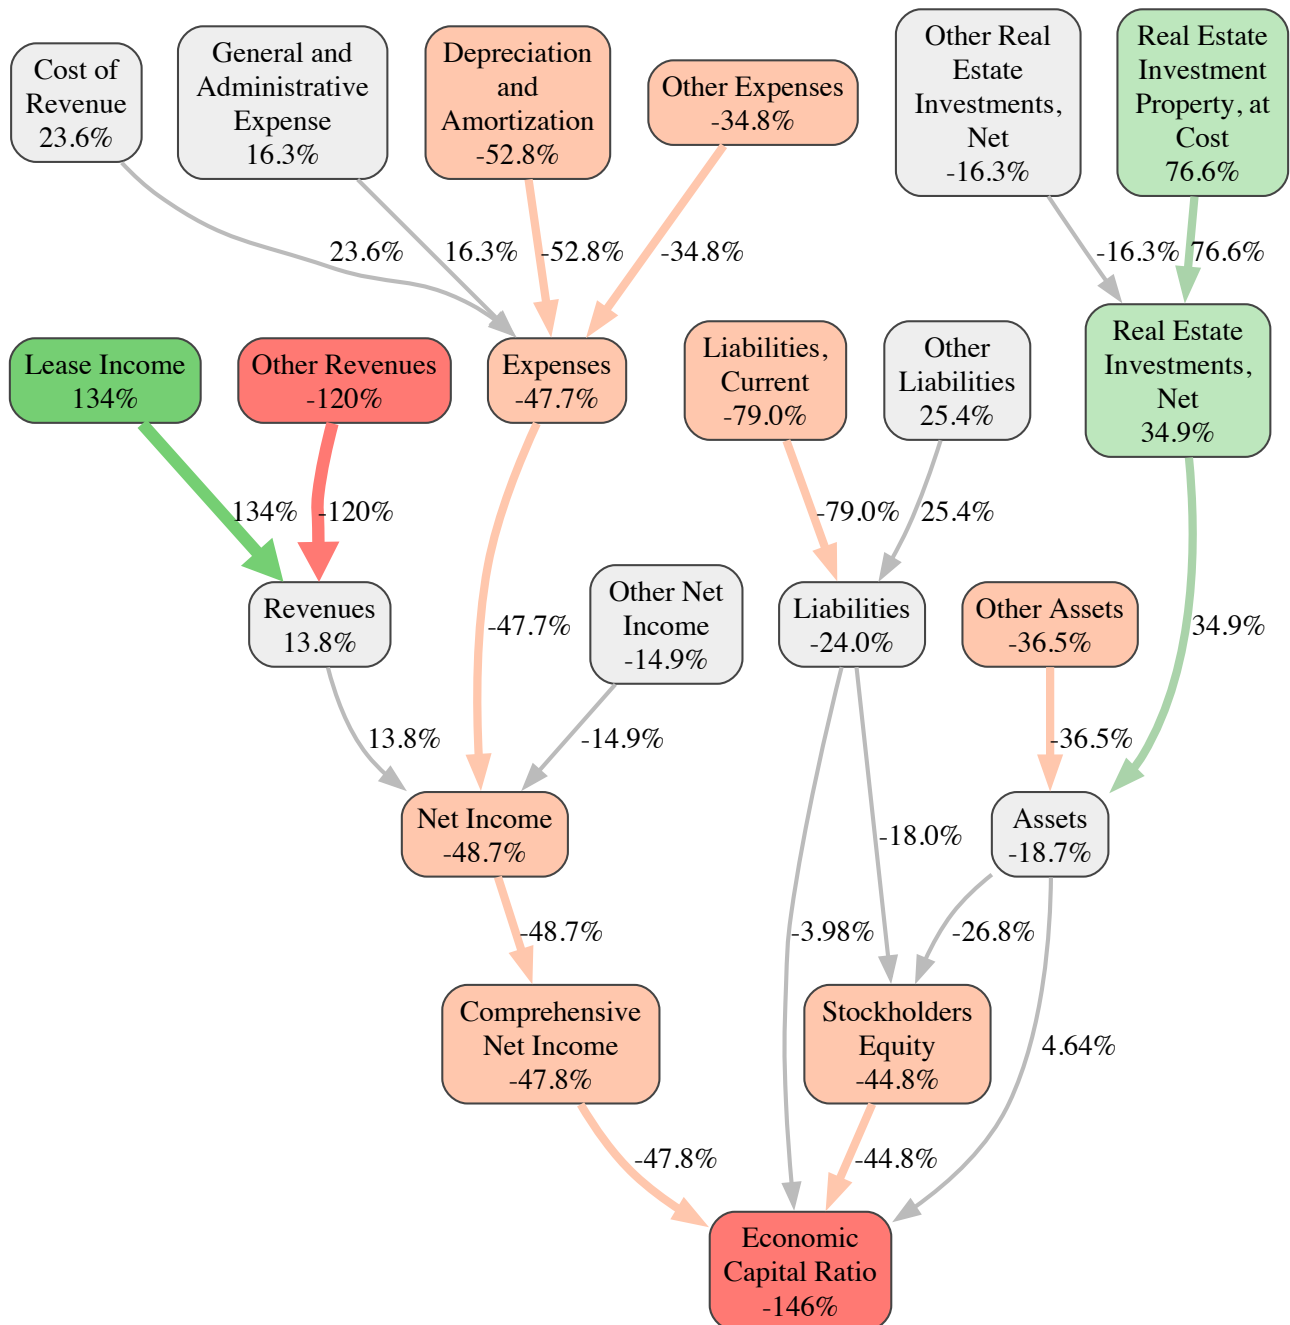 Cost of
Revenue
23.6%
General and
Administrative
Expense
16.3%
Depreciation
and
Amortization
-52.8%
Other Expenses
-34.8%
Other Real
Estate
Investments,
Net
-16.3%
Real Estate
Investment
Property, at
Cost
76.6%
23.6%
16.3%
-52.8%
-34.8%
-16.3%
76.6%
Lease Income
134%
Other Revenues
-120%
Expenses
-47.7%
Liabilities,
Current
-79.0%
Other
Liabilities
25.4%
Real Estate
Investments,
Net
34.9%
134%
-120%
-79.0%
25.4%
Revenues
13.8%
-47.7%
Other Net
Income
-14.9%
Liabilities
-24.0%
Other Assets
-36.5%
34.9%
13.8%
-14.9%
-36.5%
Net Income
-48.7%
-18.0%
Assets
-18.7%
-48.7%
-3.98%
-26.8%
Comprehensive
Net Income
-47.8%
Stockholders
Equity
-44.8%
4.64%
-47.8%
-44.8%
Economic
Capital Ratio
-146%